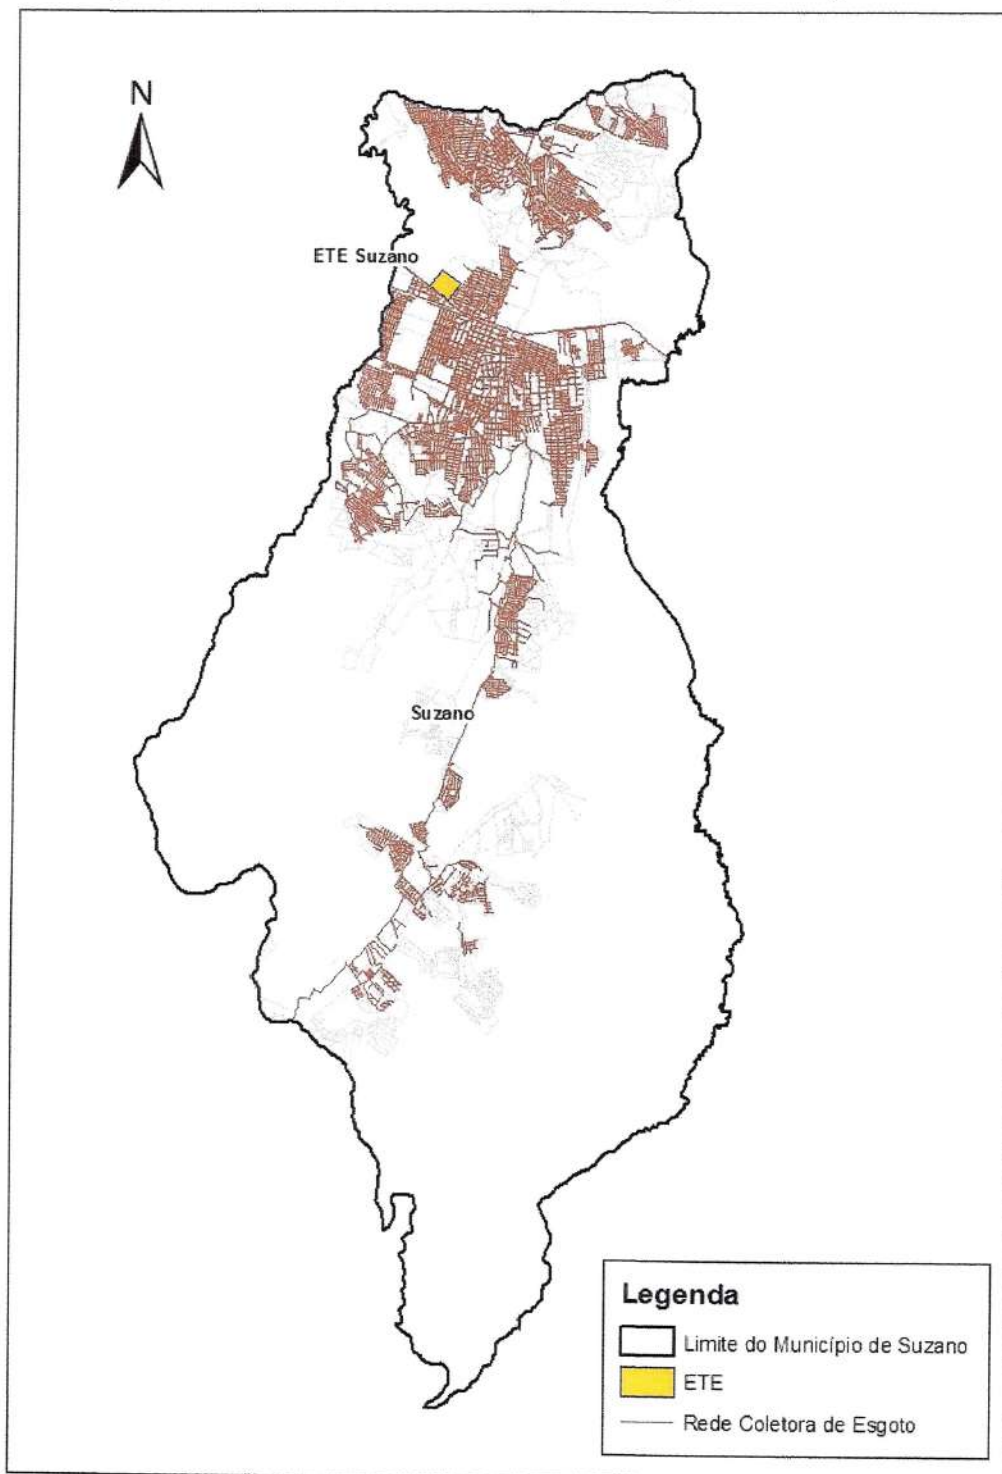 N
ETE Suzano
Suzano
Legenda
Limite do Município de Suzano
ETE
Rede Coletora de Esgoto